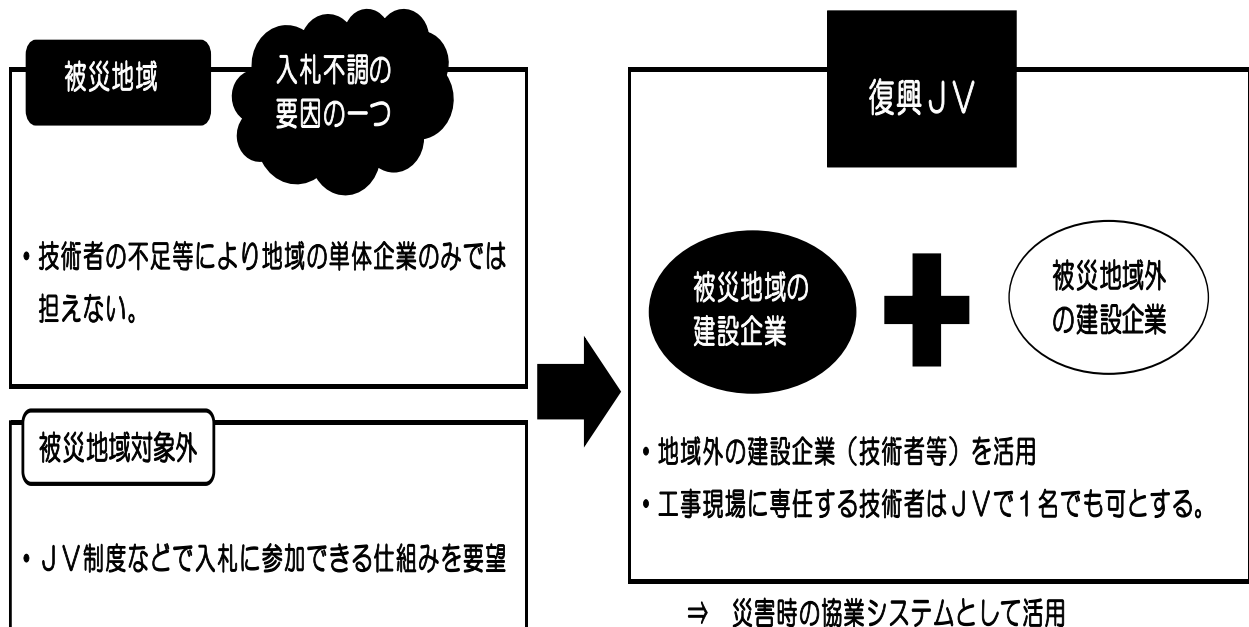 被災地域
入札不調の
要因の一つ
・技術者の不足等により地域の単体企業のみでは
担えない。
被災地域対象外
・ＪＶ制度などで入札に参加できる仕組みを要望
復興ＪＶ
被災地域の
建設企業
被災地域外
の建設企業
・地域外の建設企業（技術者等）を活用
・工事現場に専任する技術者はＪＶで１名でも可とする。
⇒　災害時の協業システムとして活用